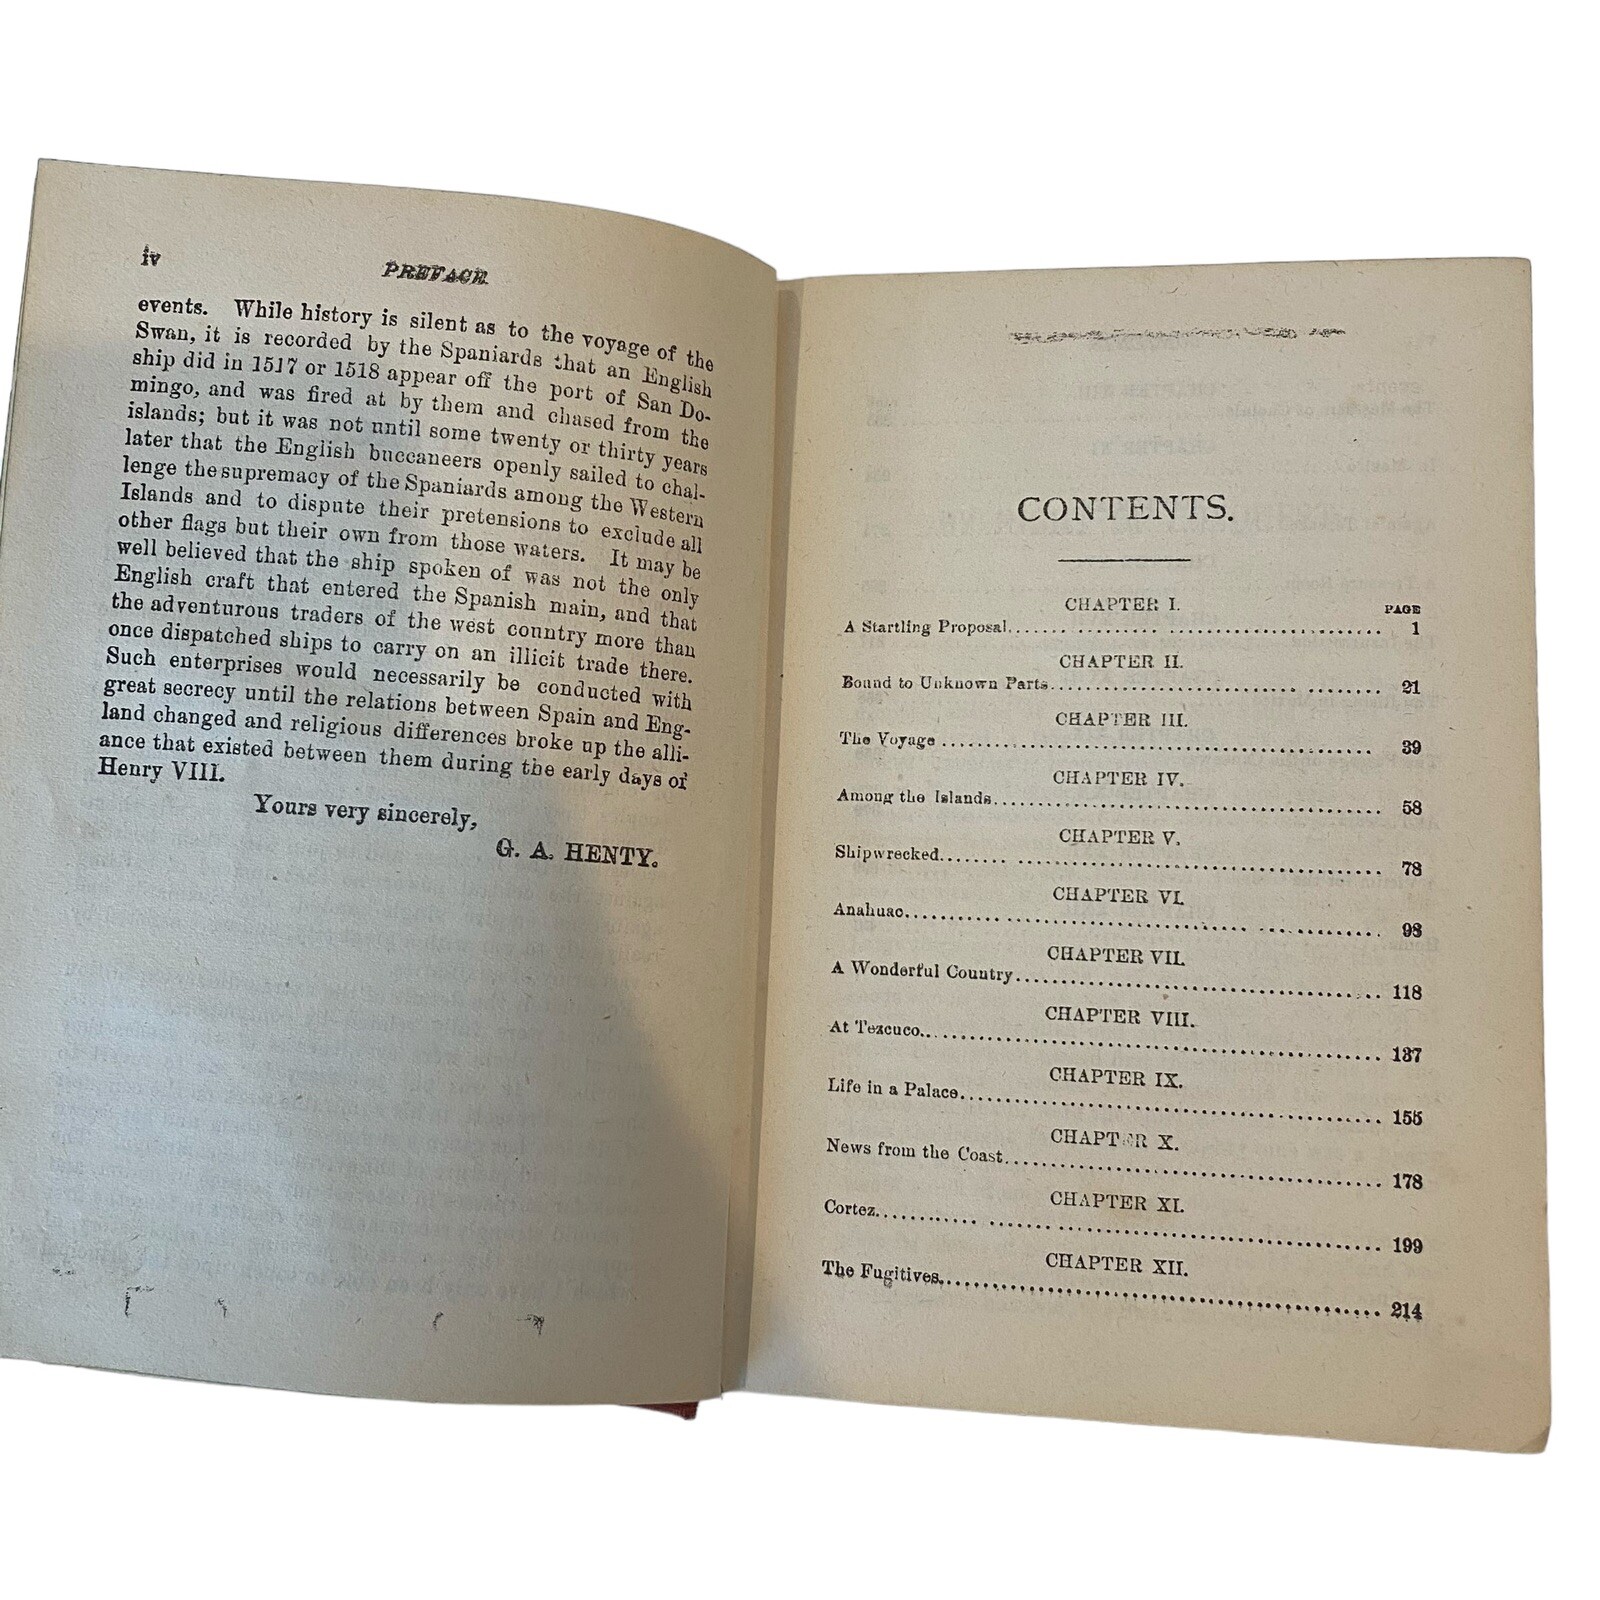 iv
PREFACE.
events. While history is silent as to the voyage of the
Swan, it is recorded by the Spaniards that an English
ship did in 1517 or 1518 appear off the port of San Do-
mingo, and was fired at by them and chased from the
islands; but it was not until some twenty or thirty years
later that the English buccaneers openly sailed to chal-
lenge the supremacy of the Spaniards among the Western
Islands and to dispute their pretensions to exclude all
other flags but their own from those waters. It may be
well believed that the ship spoken of was not the only
English craft that entered the Spanish main, and that
the adventurous traders of the west country more than
once dispatched ships to carry on an illicit trade there.
Such enterprises would necessarily be conducted with
great secrecy until the relations between Spain and Eng-
land changed and religious differences broke up the alli-
ance that existed between them during the early days of
Henry VIII.
Yours very sincerely,
G. A. HENTY.
CONTENTS.
CHAPTER I.
PAGE
A Startling Proposal 1
CHAPTER II.
Bound to Unknown Parts 21
CHAPTER III.
The Voyage 39
CHAPTER IV.
Among the Islands 58
CHAPTER V.
Shipwrecked 78
CHAPTER VI.
Anahuac 98
CHAPTER VII.
A Wonderful Country 118
CHAPTER VIII.
At Tezcuco 137
CHAPTER IX.
Life in a Palace 155
CHAPTER X.
News from the Coast 178
CHAPTER XI.
Cortez 199
CHAPTER XII.
The Fugitives 214